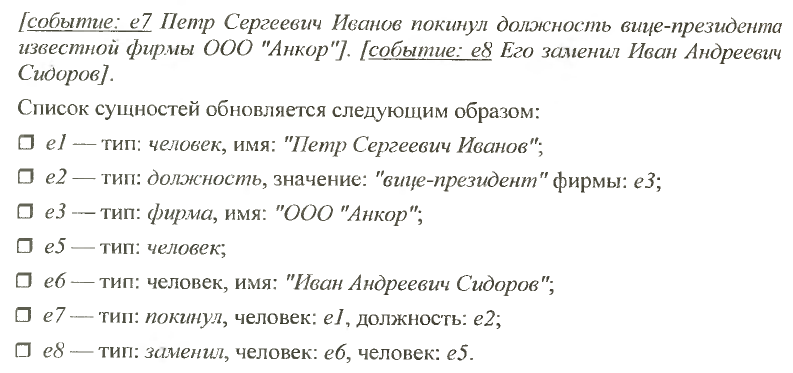 [событие: e7 Петр Сергеевич Иванов покинул должность вице-президента
известной фирмы ООО "Анкор"]. [событие: e8 Его заменил Иван Андреевич
Сидоров].
Список сущностей обновляется следующим образом:
❒ e1 — тип: человек, имя: "Петр Сергеевич Иванов";
❒ e2 — тип: должность, значение: "вице-президент" фирмы: e3;
❒ e3 — тип: фирма, имя: "ООО "Анкор";
❒ e5 — тип: человек;
❒ e6 — тип: человек, имя: "Иван Андреевич Сидоров";
❒ e7 — тип: покинул, человек: e1, должность: e2;
❒ e8 — тип: заменил, человек: e6, человек: e5.